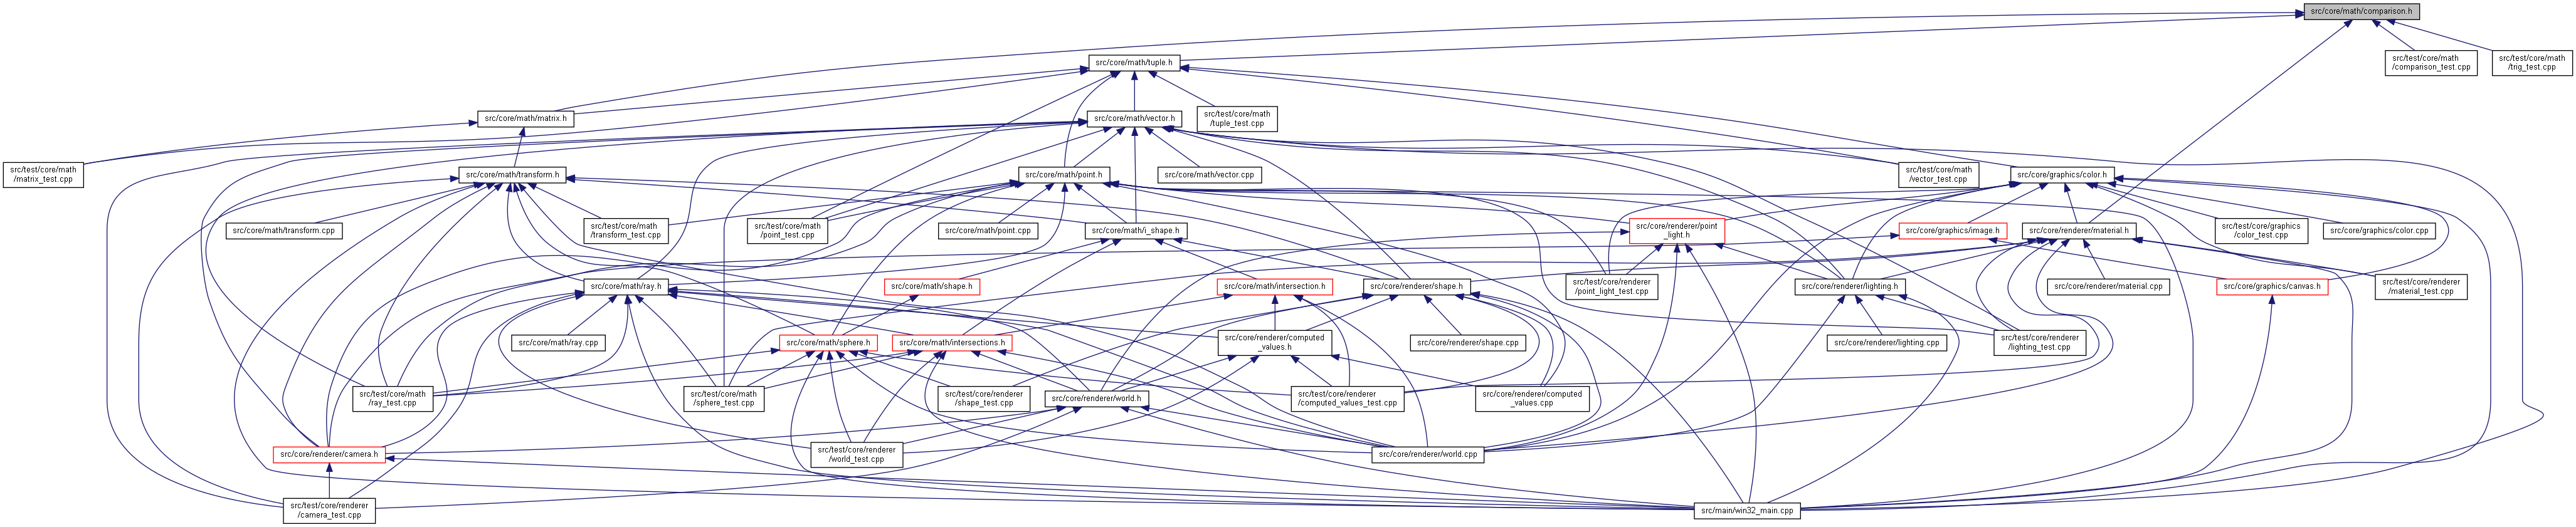 src/core/math/comparison.h
src/core/math/tuple.h
src/test/core/math
/comparison_test.cpp
src/test/core/math
/trig_test.cpp
src/core/math/matrix.h
src/core/math/vector.h
src/test/core/math
/tuple_test.cpp
src/test/core/math
/matrix_test.cpp
src/core/math/transform.h
src/core/math/point.h
src/core/math/vector.cpp
src/test/core/math
/vector_test.cpp
src/core/graphics/color.h
src/core/math/transform.cpp
src/test/core/math
/transform_test.cpp
src/test/core/math
/point_test.cpp
src/core/math/point.cpp
src/core/math/i_shape.h
src/core/renderer/point
_light.h
src/core/graphics/image.h
src/core/renderer/material.h
src/test/core/graphics
/color_test.cpp
src/core/graphics/color.cpp
src/core/math/ray.h
src/core/math/shape.h
src/core/math/intersection.h
src/core/renderer/shape.h
src/test/core/renderer
/point_light_test.cpp
src/core/renderer/lighting.h
src/core/renderer/material.cpp
src/core/graphics/canvas.h
src/test/core/renderer
/material_test.cpp
src/core/math/ray.cpp
src/core/math/sphere.h
src/core/math/intersections.h
src/core/renderer/computed
_values.h
src/core/renderer/shape.cpp
src/core/renderer/lighting.cpp
src/test/core/renderer
/lighting_test.cpp
src/test/core/math
/ray_test.cpp
src/test/core/math
/sphere_test.cpp
src/test/core/renderer
/shape_test.cpp
src/core/renderer/world.h
src/test/core/renderer
/computed_values_test.cpp
src/core/renderer/computed
_values.cpp
src/core/renderer/camera.h
src/test/core/renderer
/world_test.cpp
src/core/renderer/world.cpp
src/test/core/renderer
/camera_test.cpp
src/main/win32_main.cpp